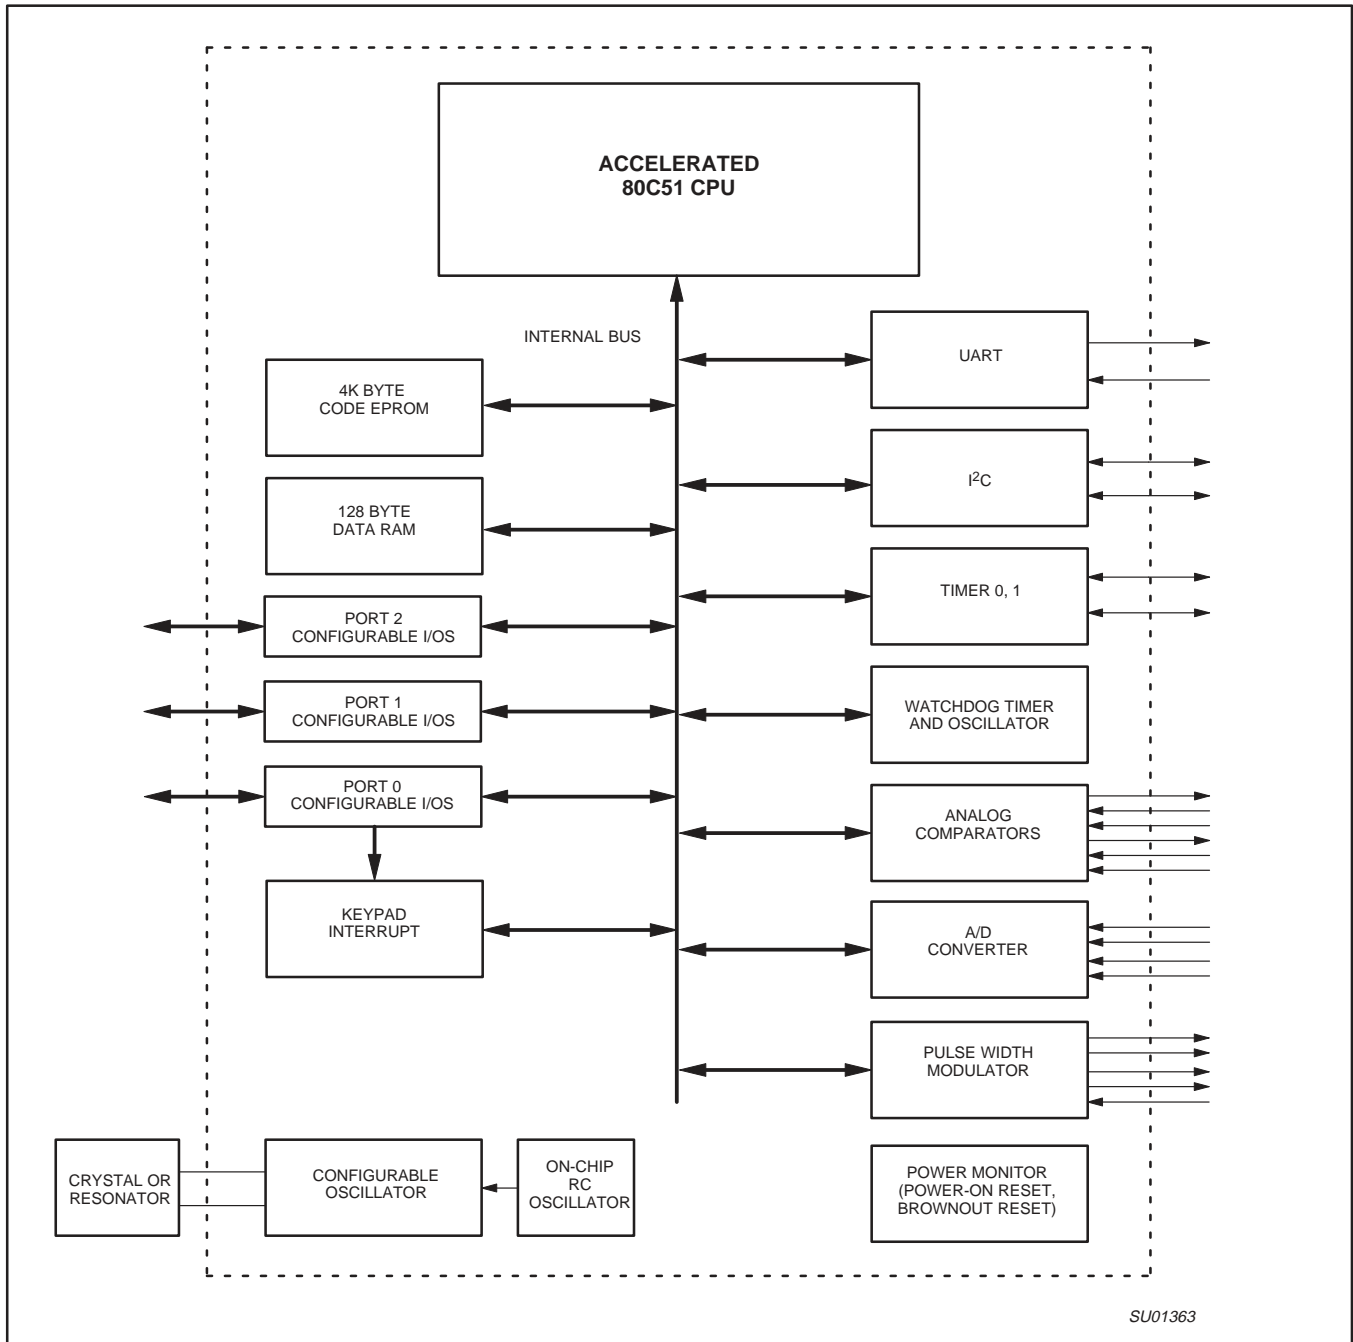 ACCELERATED
80C51 CPU
INTERNAL BUS
UART
4K BYTE
CODE EPROM
I²C
128 BYTE
DATA RAM
TIMER 0, 1
PORT 2
CONFIGURABLE I/OS
PORT 1
CONFIGURABLE I/OS
WATCHDOG TIMER
AND OSCILLATOR
PORT 0
CONFIGURABLE I/OS
ANALOG
COMPARATORS
KEYPAD
INTERRUPT
A/D
CONVERTER
PULSE WIDTH
MODULATOR
CRYSTAL OR
RESONATOR
CONFIGURABLE
OSCILLATOR
ON-CHIP
RC
OSCILLATOR
POWER MONITOR
(POWER-ON RESET,
BROWNOUT RESET)
SU01363